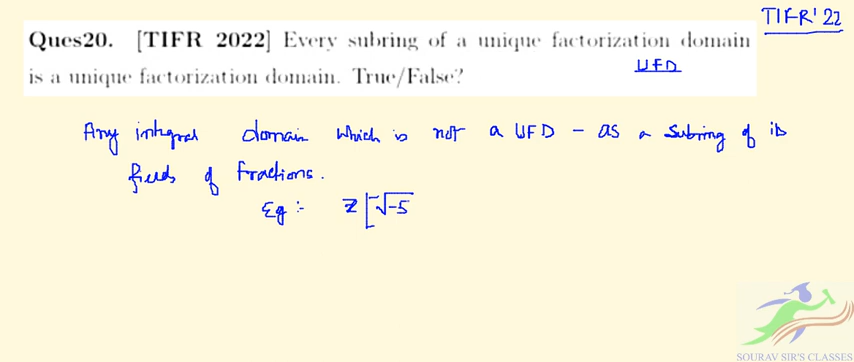 TIFR'22
Ques20. [TIFR 2022] Every subring of a unique factorization domain
is a unique factorization domain. True/False?
UFD
Any integral domain which is not a UFD - as a subring of its
field of fractions.
Eg :- Z[√-5
SOURAV SIR'S CLASSES